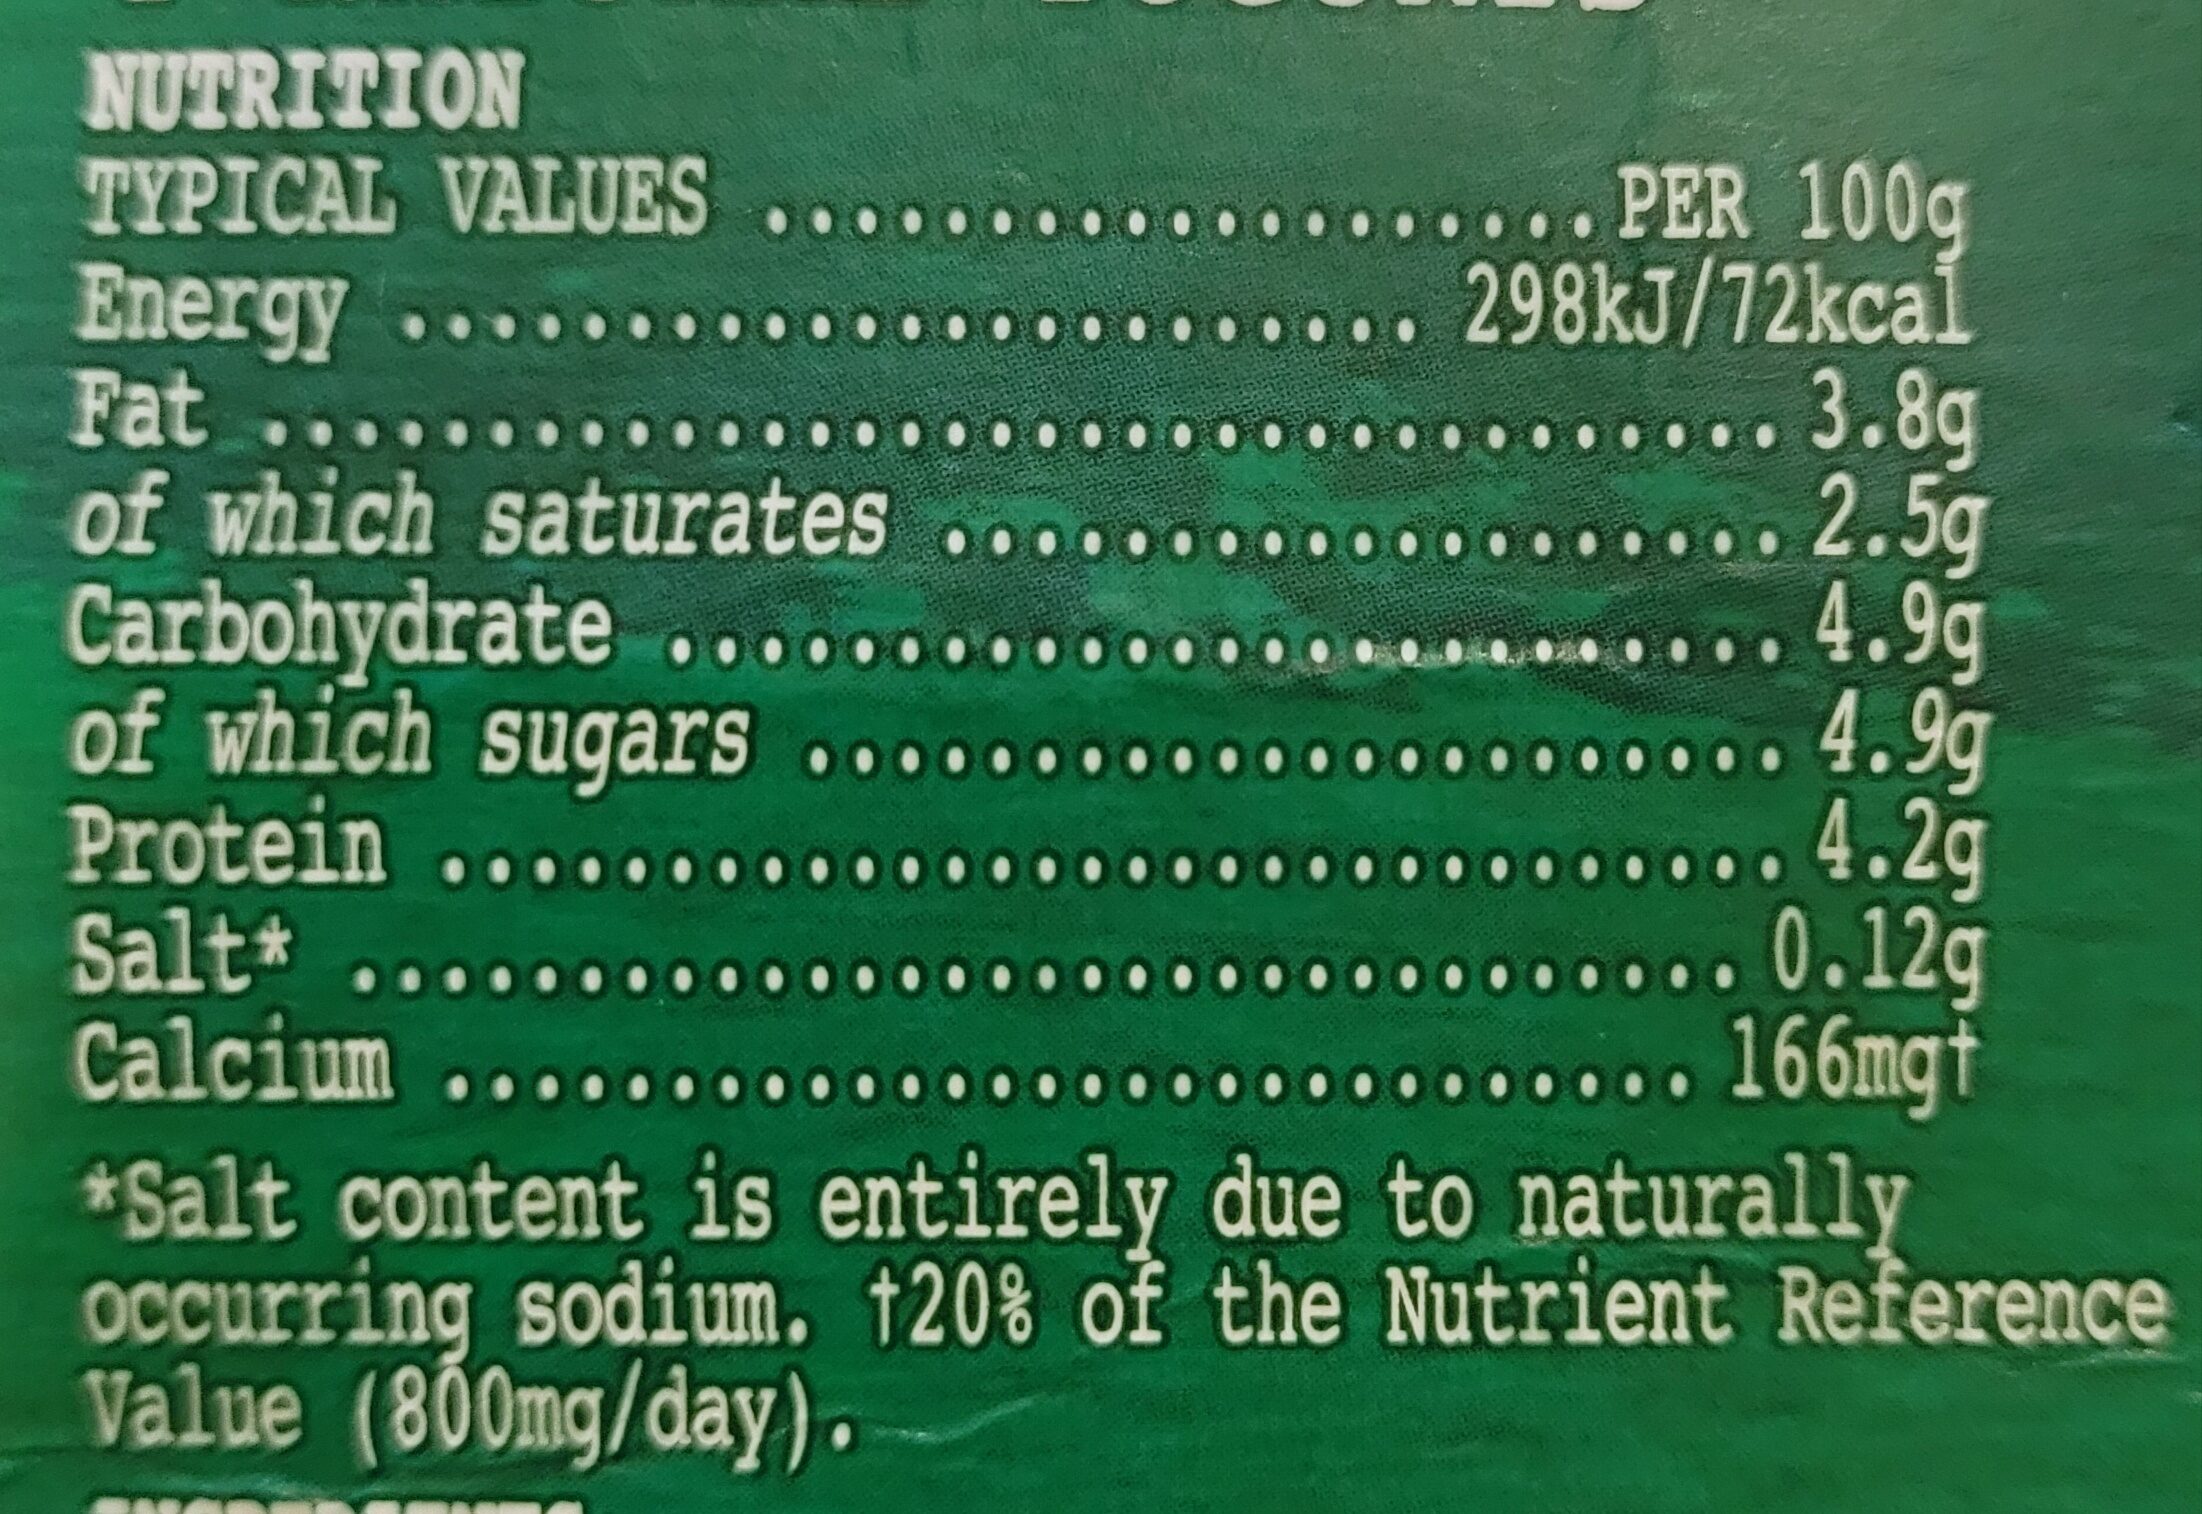 NUTRITION
TYPICAL VALUES ................... PER 100g
Energy ....................... 298kJ/72kcal
Fat .................................. 3.8g
of which saturates ................... 2.5g
Carbohydrate ......................... 4.9g
of which sugars ...................... 4.9g
Protein .............................. 4.2g
Salt* ............................... 0.12g
Calcium ............................ 166mg†
*Salt content is entirely due to naturally
occurring sodium. †20% of the Nutrient Reference
Value (800mg/day).